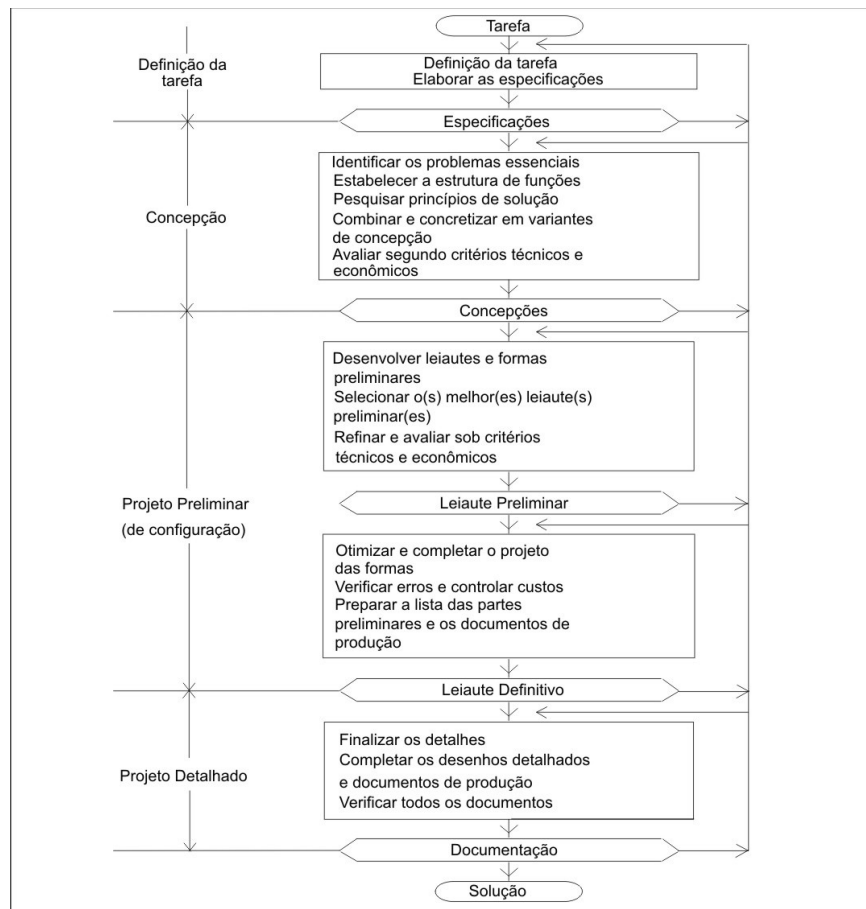 Tarefa
Definição da
tarefa
Definição da tarefa
Elaborar as especificações
Especificações
Concepção
Identificar os problemas essenciais
Estabelecer a estrutura de funções
Pesquisar princípios de solução
Combinar e concretizar em variantes
de concepção
Avaliar segundo critérios técnicos e
econômicos
Concepções
Projeto Preliminar
(de configuração)
Desenvolver leiautes e formas
preliminares
Selecionar o(s) melhor(es) leiaute(s)
preliminar(es)
Refinar e avaliar sob critérios
técnicos e econômicos
Leiaute Preliminar
Otimizar e completar o projeto
das formas
Verificar erros e controlar custos
Preparar a lista das partes
preliminares e os documentos de
produção
Leiaute Definitivo
Projeto Detalhado
Finalizar os detalhes
Completar os desenhos detalhados
e documentos de produção
Verificar todos os documentos
Documentação
Solução